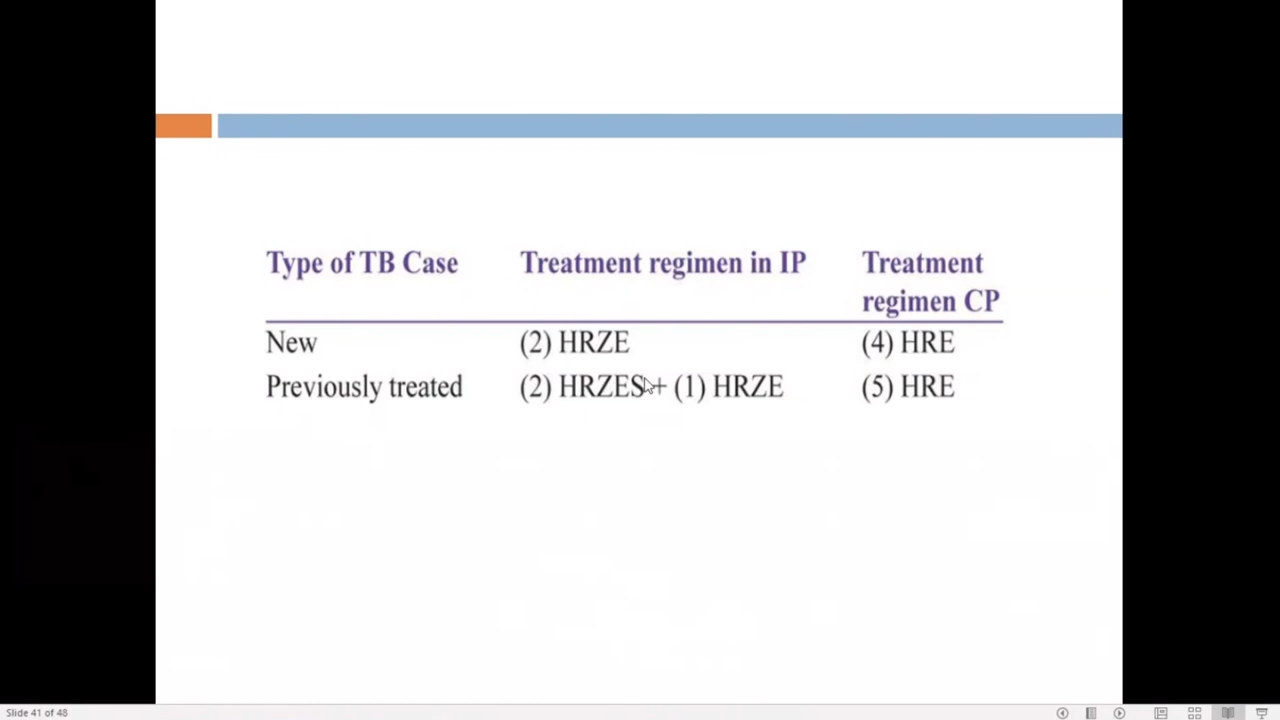 Type of TB Case Treatment regimen in IP Treatment
regimen CP
New (2) HRZE (4) HRE
Previously treated (2) HRZES + (1) HRZE (5) HRE
Slide 41 of 48